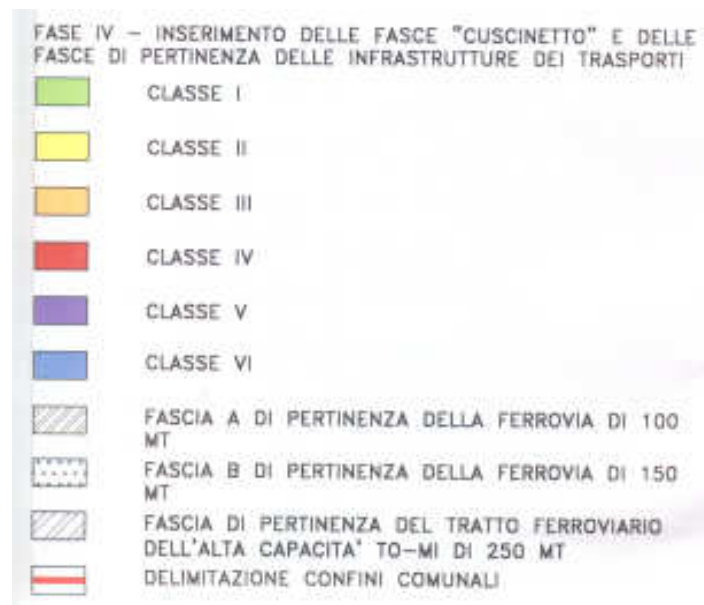 FASE IV – INSERIMENTO DELLE FASCE "CUSCINETTO" E DELLE
FASCE DI PERTINENZA DELLE INFRASTRUTTURE DEI TRASPORTI
CLASSE I
CLASSE II
CLASSE III
CLASSE IV
CLASSE V
CLASSE VI
FASCIA A DI PERTINENZA DELLA FERROVIA DI 100
MT
FASCIA B DI PERTINENZA DELLA FERROVIA DI 150
MT
FASCIA DI PERTINENZA DEL TRATTO FERROVIARIO
DELL'ALTA CAPACITA' TO–MI DI 250 MT
DELIMITAZIONE CONFINI COMUNALI